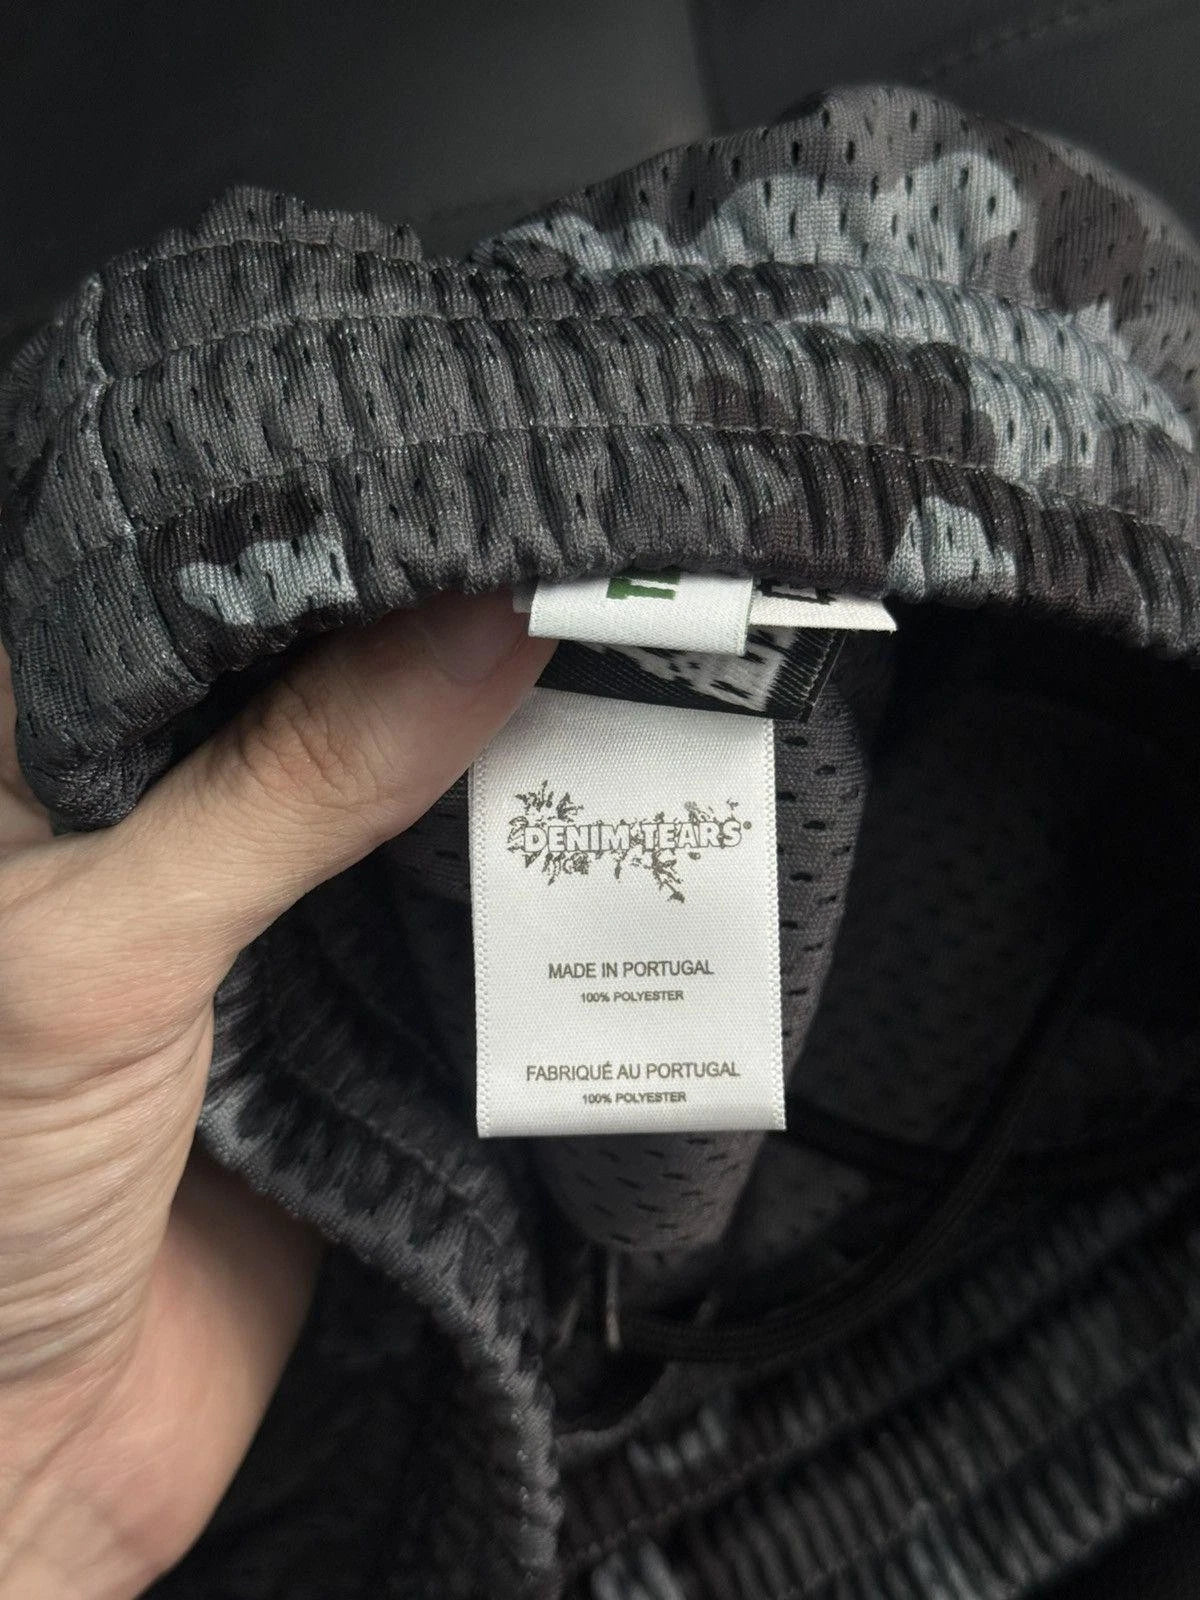 DENIM TEARS®
MADE IN PORTUGAL
100% POLYESTER
FABRIQUÉ AU PORTUGAL
100% POLYESTER